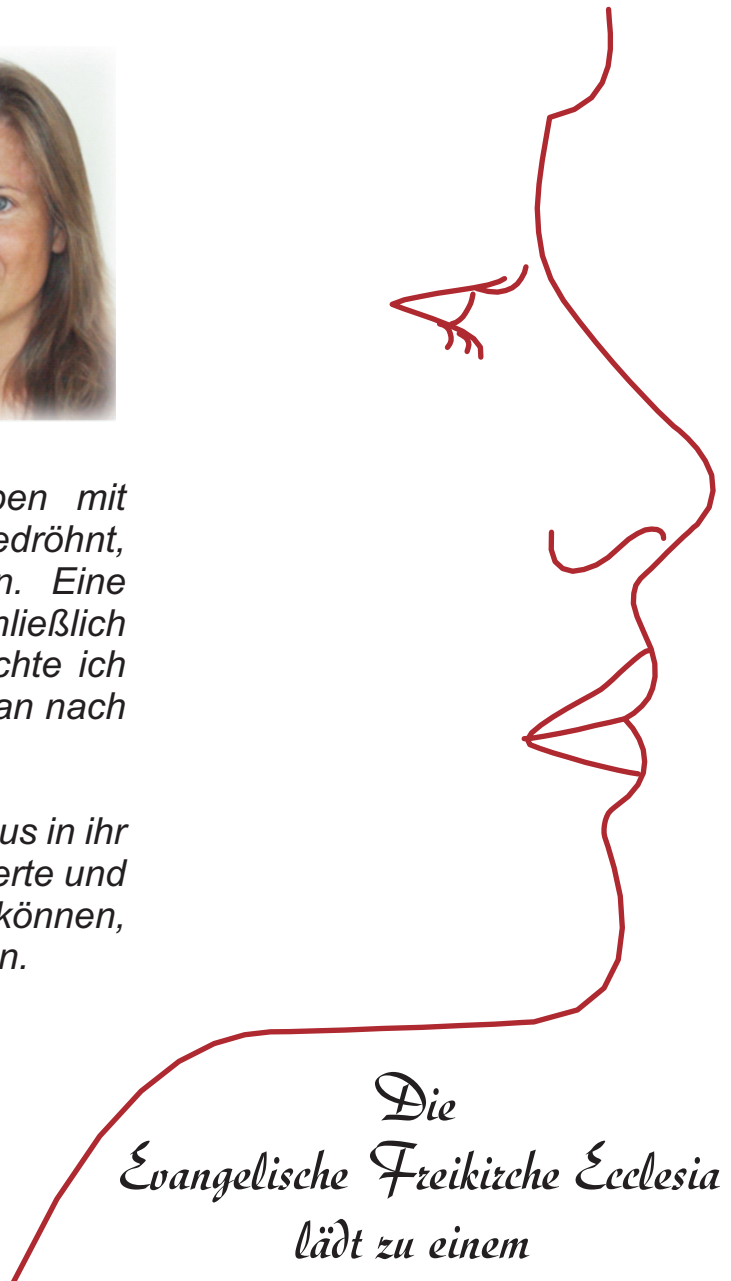 ben mit
edröhnt,
n. Eine
hließlich
chte ich
an nach
us in ihr
erte und
können,
n.
Die
Evangelische Freikirche Ecclesia
lädt zu einem